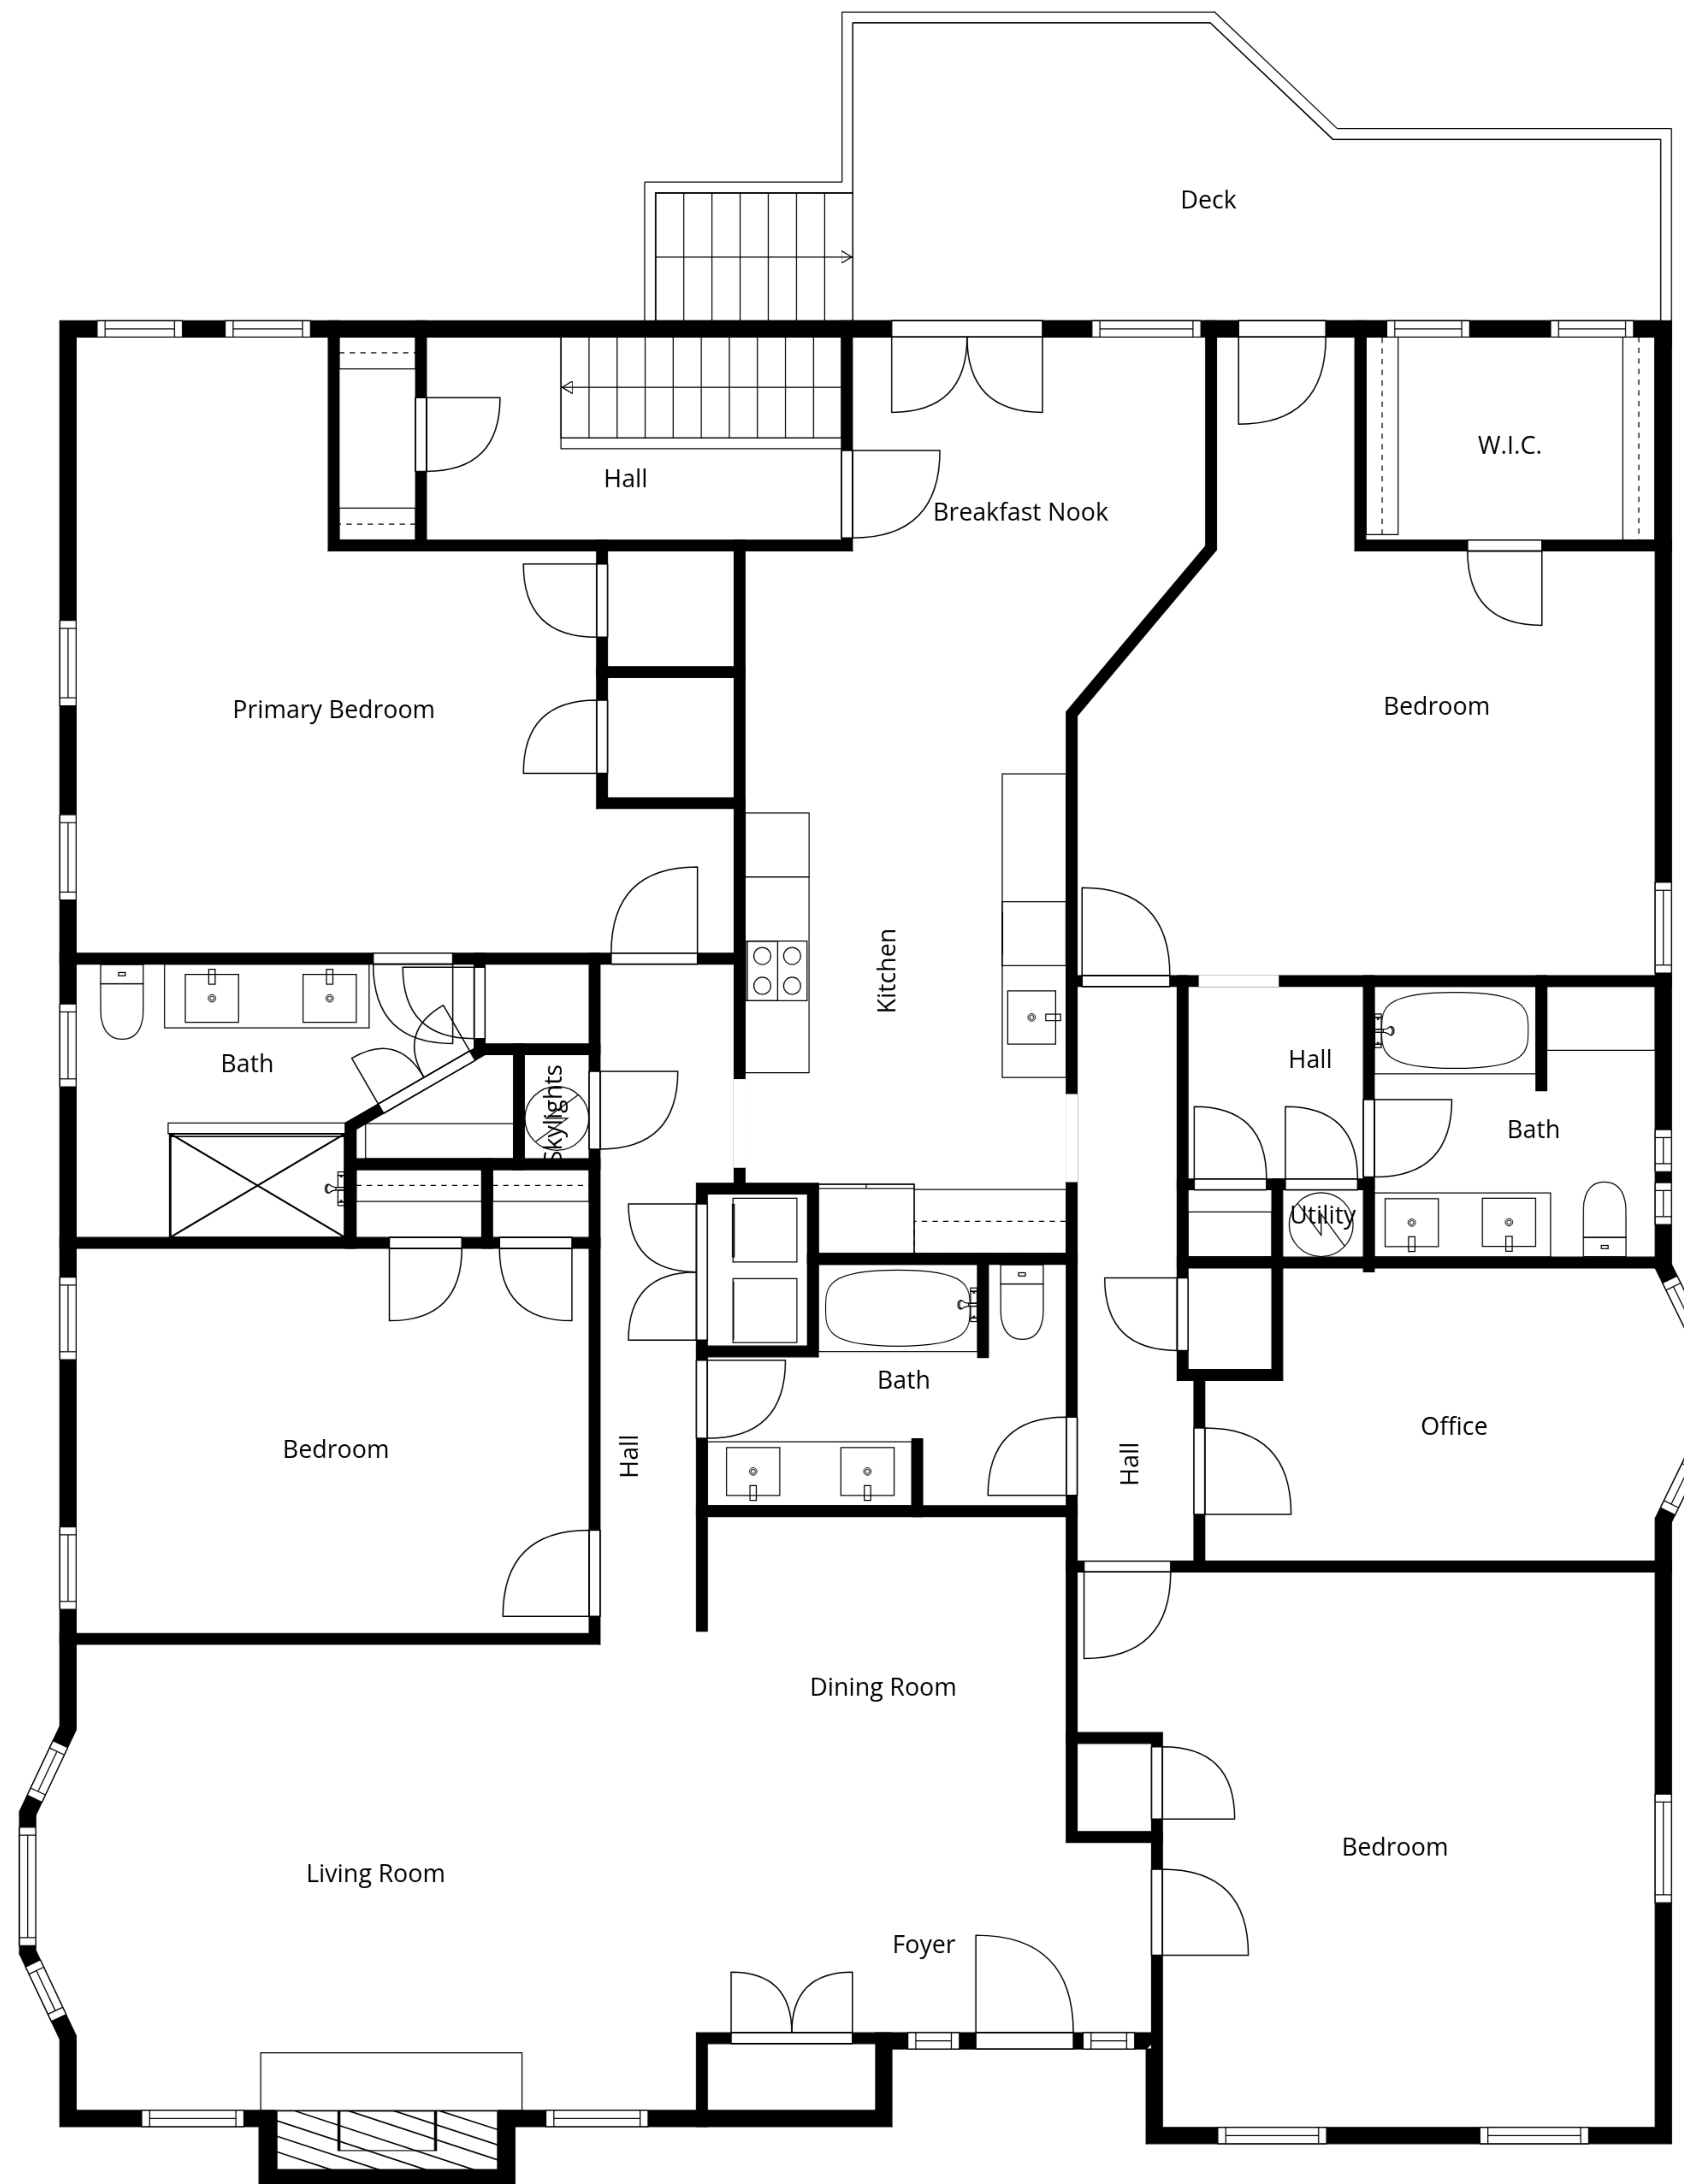 Deck
W.I.C.
Hall
Breakfast Nook
Primary Bedroom
Bedroom
Kitchen
Hall
Bath
Skylights
Bath
Utility
Bath
Office
Bedroom
Hall
Hall
Dining Room
Bedroom
Living Room
Foyer